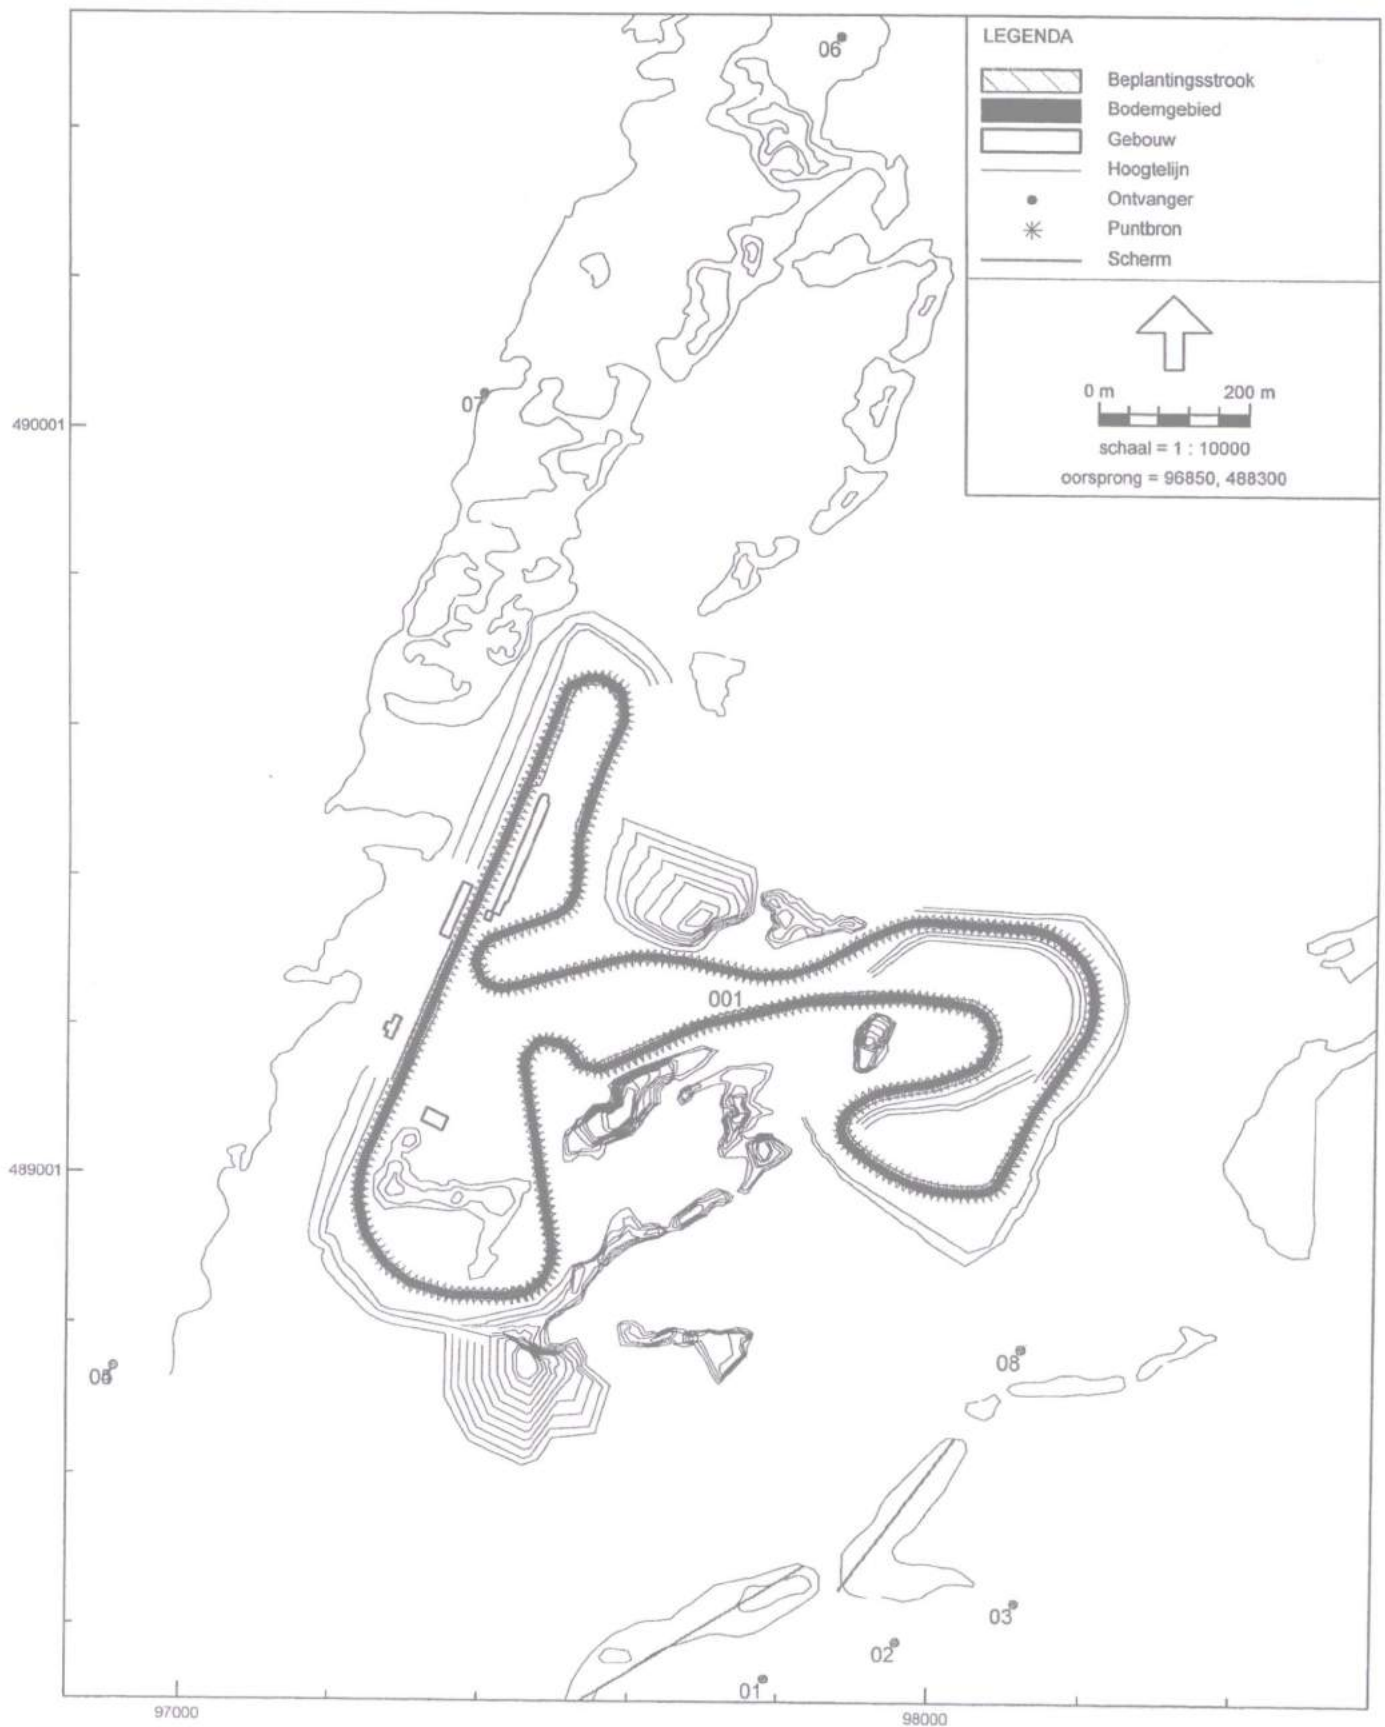 06
LEGENDA
Beplantingsstrook
Bodemgebied
Gebouw
Hoogtelijn
Ontvanger
Puntbron
Scherm
0 m 200 m
schaal = 1 : 10000
oorsprong = 96850, 488300
07
490001
001
489001
08
03
02
01
97000
98000